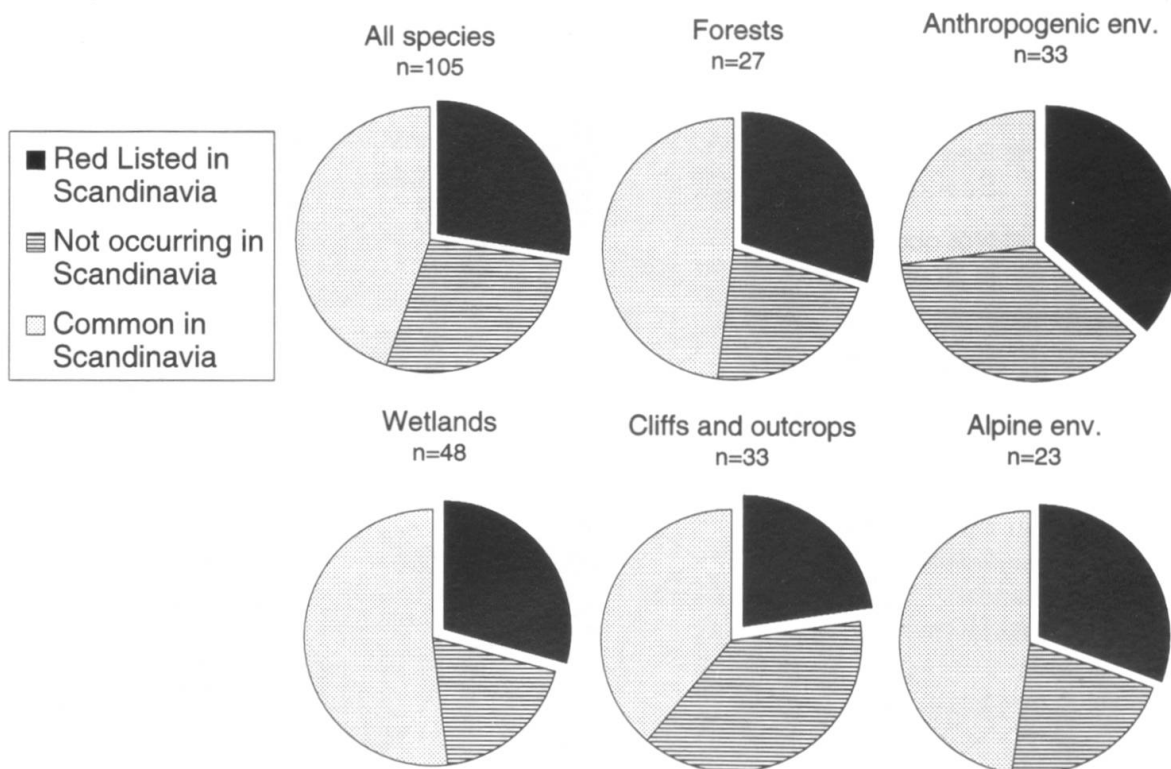 All species
n=105
Forests
n=27
Anthropogenic env.
n=33
Red Listed in
Scandinavia
Not occurring in
Scandinavia
Common in
Scandinavia
Wetlands
n=48
Cliffs and outcrops
n=33
Alpine env.
n=23